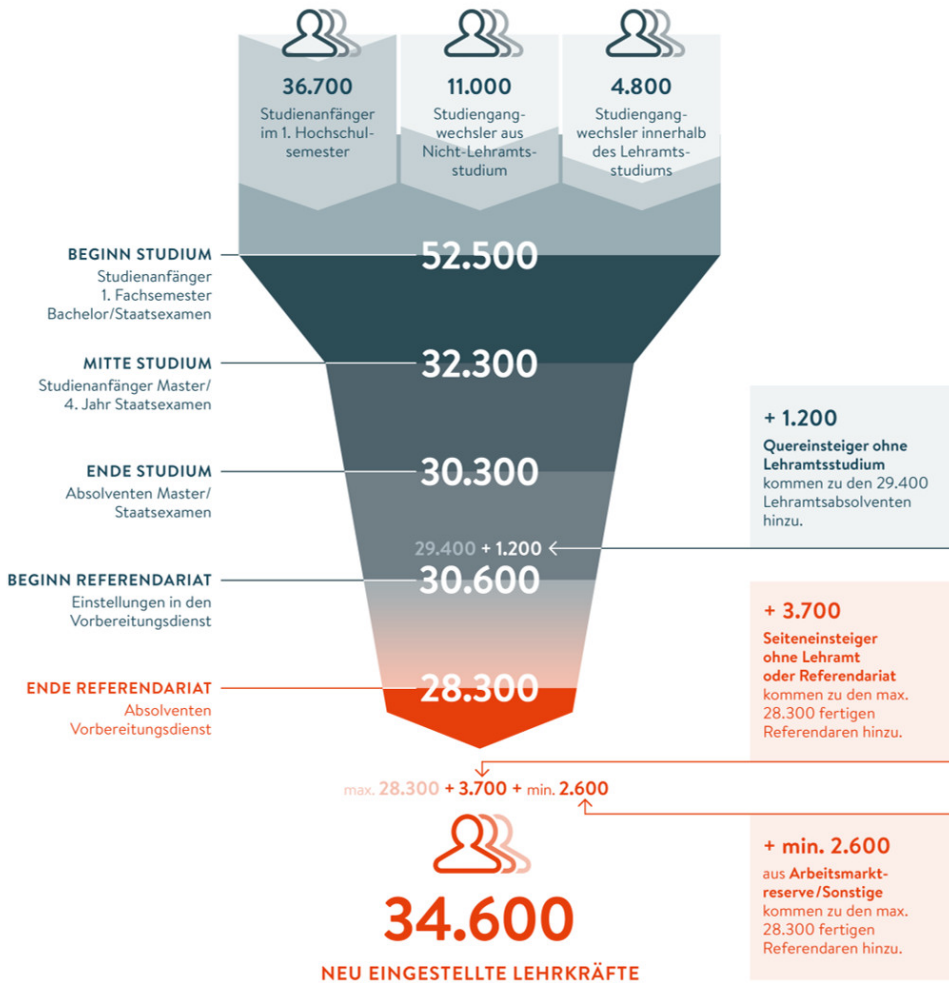 36.700
Studienanfänger
im 1. Hochschul-
semester
11.000
Studiengang-
wechsler aus
Nicht-Lehramts-
studium
4.800
Studiengang-
wechsler innerhalb
des Lehramts-
studiums
BEGINN STUDIUM
Studienanfänger
1. Fachsemester
Bachelor/Staatsexamen
52.500
MITTE STUDIUM
Studienanfänger Master/
4. Jahr Staatsexamen
32.300
ENDE STUDIUM
Absolventen Master/
Staatsexamen
30.300
+ 1.200
Quereinsteiger ohne
Lehramtsstudium
kommen zu den 29.400
Lehramtsabsolventen
hinzu.
29.400 + 1.200
BEGINN REFERENDARIAT
Einstellungen in den
Vorbereitungsdienst
30.600
+ 3.700
Seiteneinsteiger
ohne Lehramt
oder Referendariat
kommen zu den max.
28.300 fertigen
Referendaren hinzu.
ENDE REFERENDARIAT
Absolventen
Vorbereitungsdienst
28.300
max. 28.300 + 3.700 + min. 2.600
+ min. 2.600
aus Arbeitsmarkt-
reserve/Sonstige
kommen zu den max.
28.300 fertigen
Referendaren hinzu.
34.600
NEU EINGESTELLTE LEHRKRÄFTE